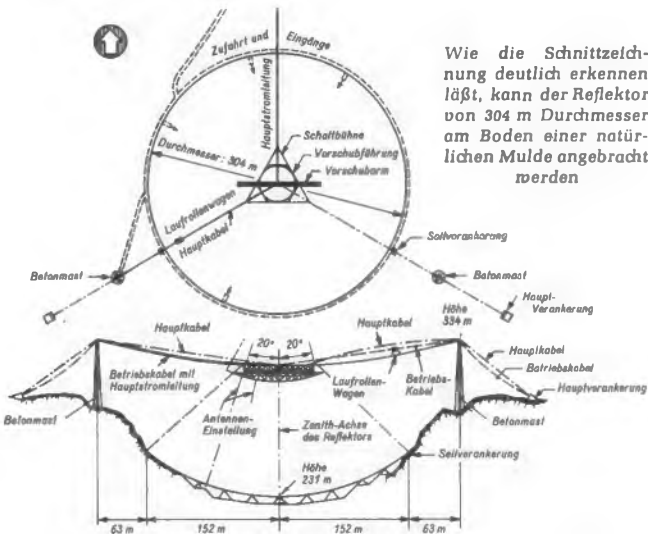 Zufahrt und Eingänge
Hauptstromleitung
Wie die Schnittzeich-
nung deutlich erkennen
läßt, kann der Reflektor
von 304 m Durchmesser
am Boden einer natür-
lichen Mulde angebracht
werden
Schaltbühne
Vorschubführung
Vorschubarm
Durchmesser: 304 m
Laufrollenwagen
Hauptkabel
Seilverankerung
Betonmast
Betonmast
Haupt-
Verankerung
Höhe
334 m
Hauptkabel
20° 20°
Hauptkabel
Hauptkabel
Betriebskabel
Betriebskabel mit
Hauptstromleitung
Laufrollen-
Wagen
Betriebs-
Kabel
Hauptverankerung
Betonmast
Antennen-
Einstellung
Zenith-Achse
des Reflektors
Betonmast
Seilverankerung
Höhe
231 m
63 m 152 m 152 m 63 m